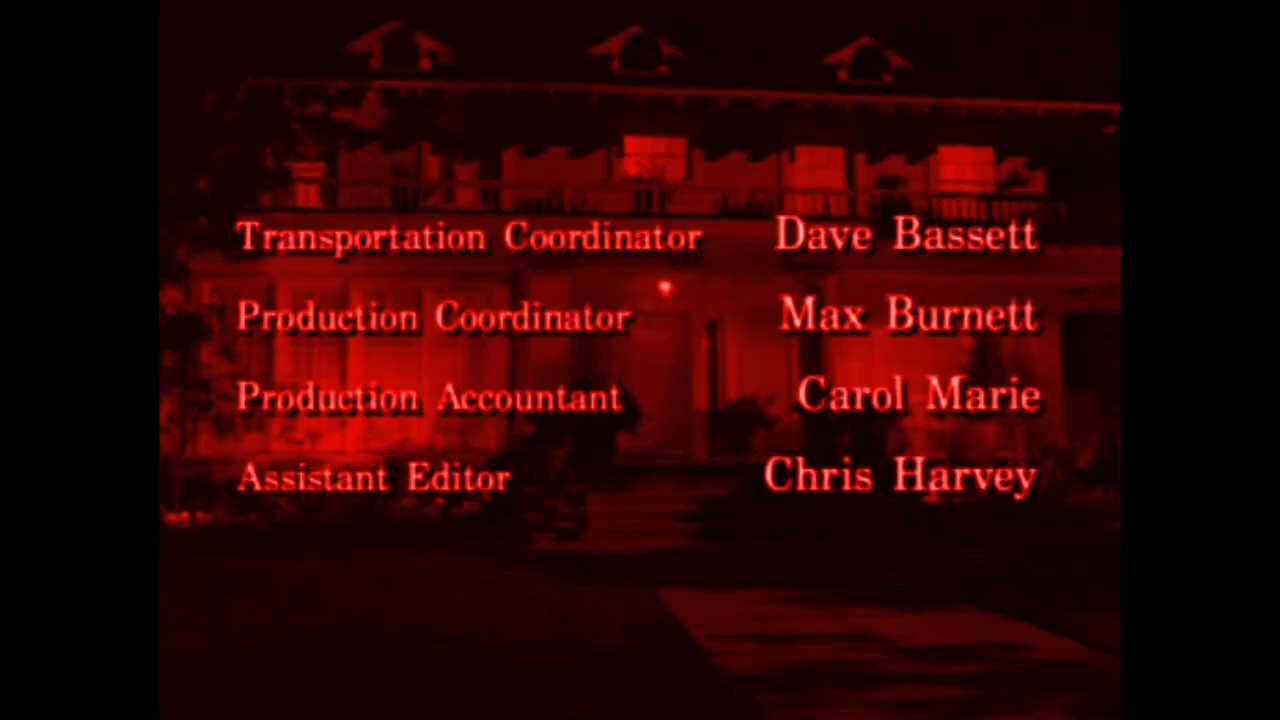 Transportation Coordinator Dave Bassett
Production Coordinator Max Burnett
Production Accountant Carol Marie
Assistant Editor Chris Harvey